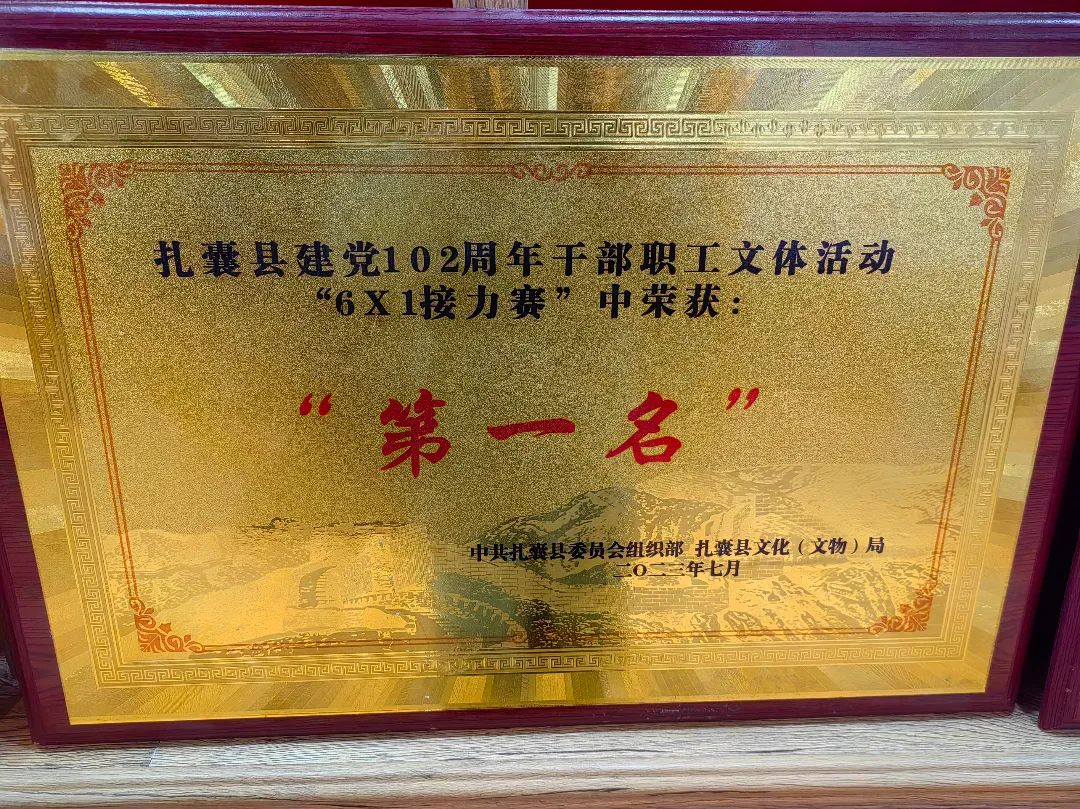 扎囊县建党102周年干部职工文体活动
“6X1接力赛”中荣获：
“第一名”
中共扎囊县委员会组织部 扎囊县文化（文物）局
二〇二三年七月